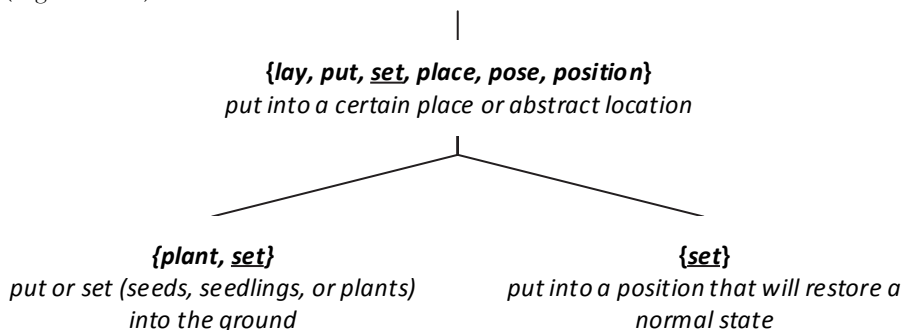 {lay, put, set, place, pose, position}
put into a certain place or abstract location
{plant, set}
put or set (seeds, seedlings, or plants)
into the ground
{set}
put into a position that will restore a
normal state